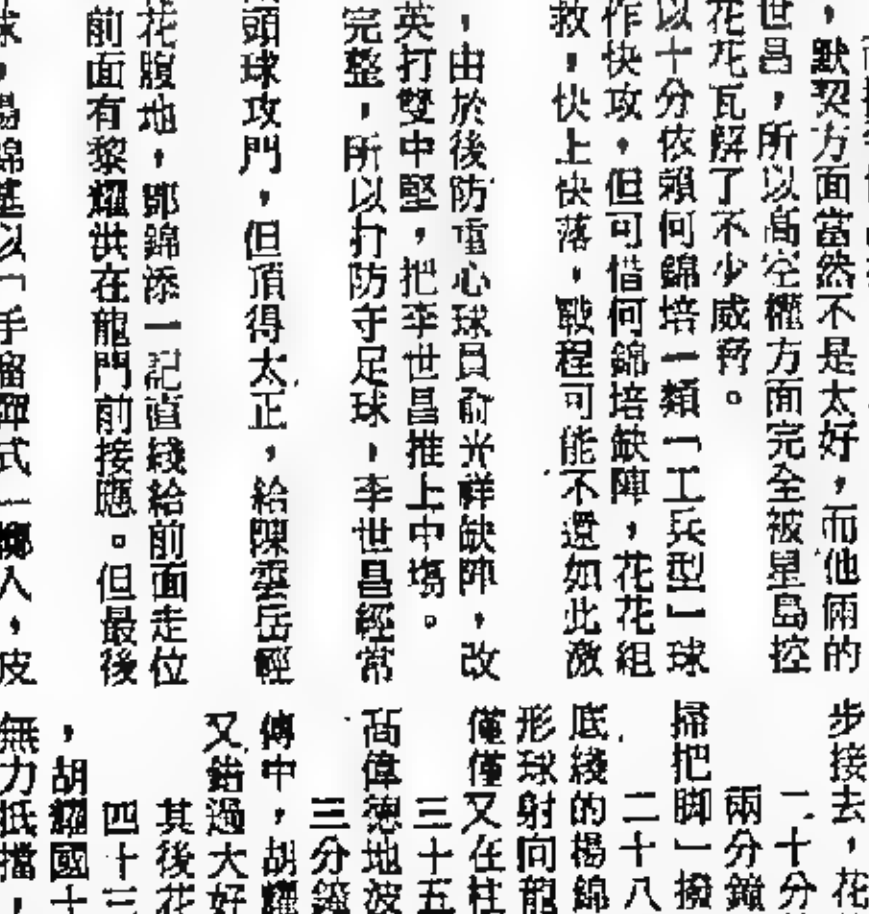 ，默契方面當然不是太好，而他倆的
世昌，所以高空權方面完全被星島控
花花瓦解了不少威脅。
以十分依賴何錦培一類「工兵型」球
作快攻，但可惜何錦培缺陣，花花組
救，快上快落，戰程可能不還如此激
，由於後防重心球員俞光祥缺陣，改
英打雙中堅，把李世昌推上中場。
完整，所以打防守足球，李世昌經常
頭球攻門，但頂得太正，給陳雲岳輕
花腹地，鄧錦添一記直綫給前面走位
前面有黎耀洪在龍門前接應。但最後
球，楊錦基以「手榴彈式」擲入，皮
步接去，花
二十分
兩分鐘
掃把脚」撥
二十八
底綫的楊錦
形球射向龍
僅僅又在柱
三十五
高偉德地波
三分鐘
傳中，胡耀
又錯過大好
其後花
四十三
，胡耀國十
無力抵擋，